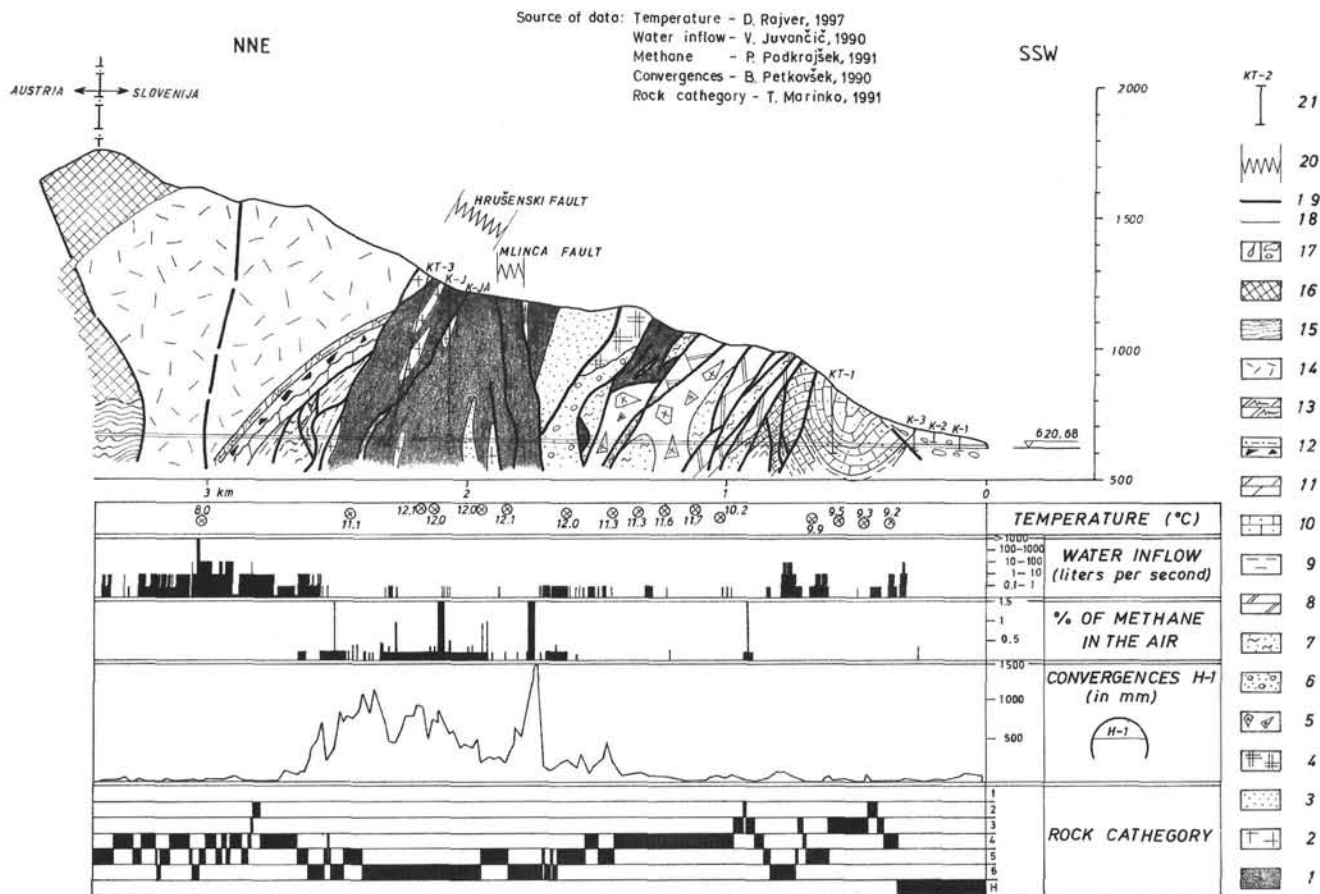 Source of data: Temperature - D. Rajver, 1997
Water inflow - V. Juvančič, 1990
Methane - P. Podkrajšek, 1991
Convergences - B. Petkovšek, 1990
Rock cathegory - T. Marinko, 1991
NNE
SSW
AUSTRIA
SLOVENIJA
HRUŠENSKI FAULT
MLINCA FAULT
KT-3
K-J
K-JA
KT-1
K-3
K-2
K-1
620,68
2000
1500
1000
500
3 km
2
1
0
8.0 11.1 12.1 12.0 12.0 12.1 12.0 11.3 11.3 11.6 11.7 10.2 9.9 9.5 9.3 9.2
TEMPERATURE (°C)
>1000
100-1000
10-100
1-10
0.1-1
WATER INFLOW
(liters per second)
1.5
1
0.5
% OF METHANE
IN THE AIR
1500
1000
500
CONVERGENCES H-1
(in mm)
H-1
1
2
3
4
5
6
H
ROCK CATHEGORY
KT-2
21
20
19
18
17
16
15
14
13
12
11
10
9
8
7
6
5
4
3
2
1